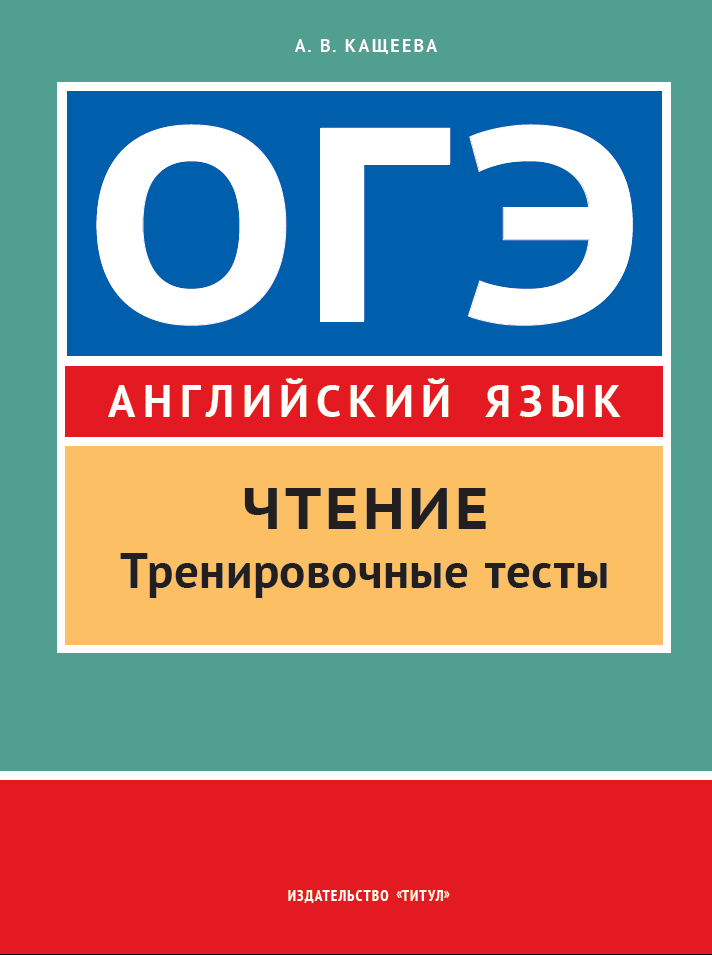 А. В. КАЩЕЕВА
ОГЭ
АНГЛИЙСКИЙ ЯЗЫК
ЧТЕНИЕ
Тренировочные тесты
ИЗДАТЕЛЬСТВО «ТИТУЛ»